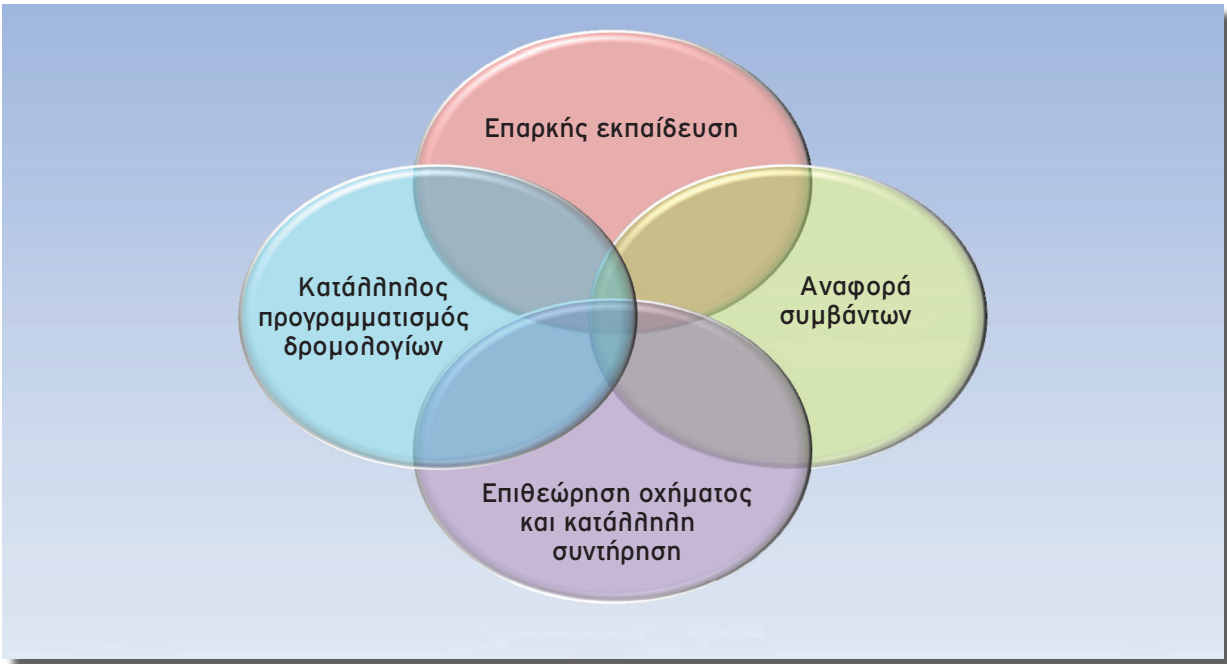 Επαρκής εκπαίδευση
Κατάλληλος
προγραμματισμός
δρομολογίων
Αναφορά
συμβάντων
Επιθεώρηση οχήματος
και κατάλληλη
συντήρηση